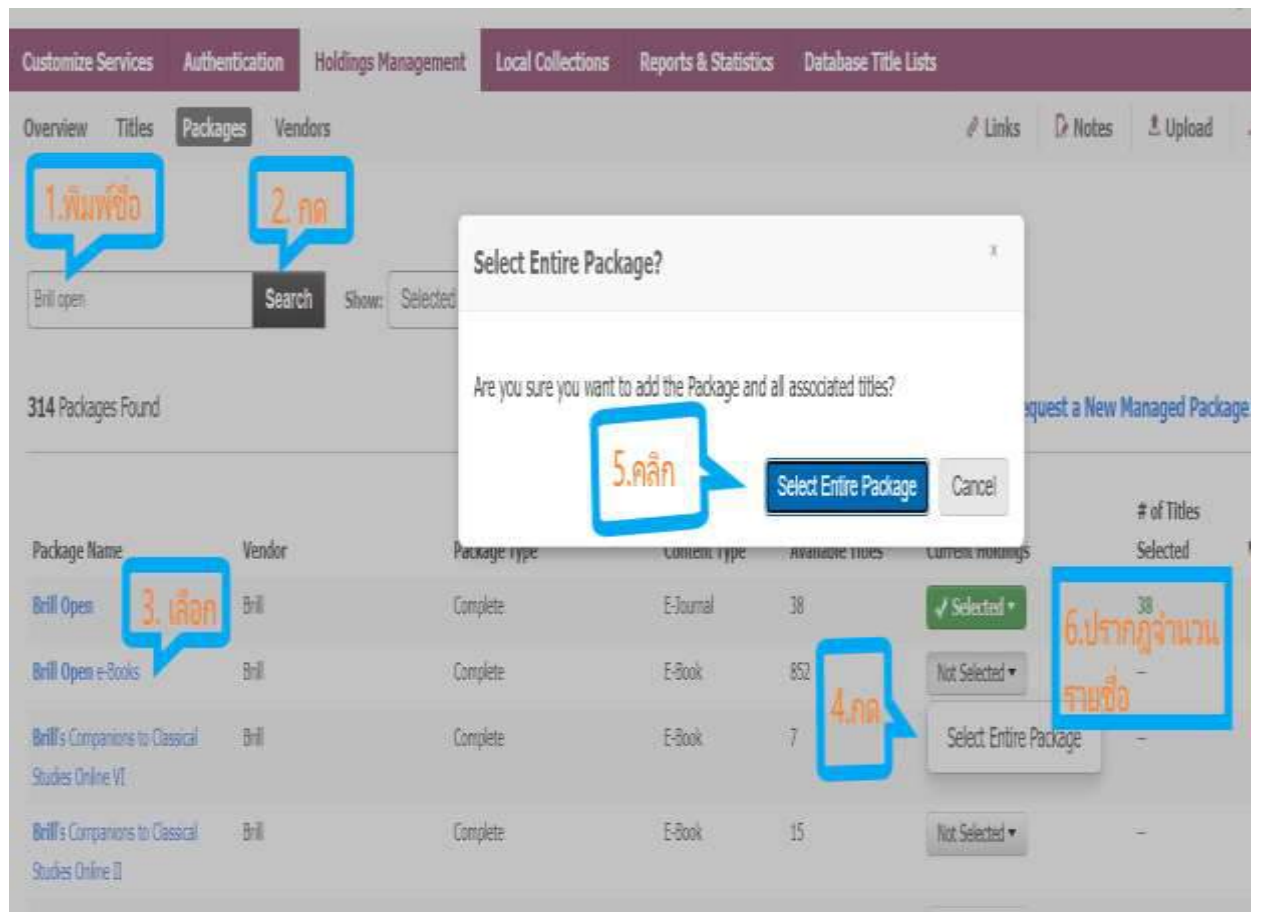 Customize Services Authentication Holdings Management Local Collections Reports & Statistics Database Title Lists
Overview Titles Packages Vendors Links Notes Upload
1.พิมพ์ชื่อ 2. กด
Select Entire Package? x
Brill open Search Show: Selected
Are you sure you want to add the Package and all associated titles?
314 Packages Found equest a New Managed Package
5.คลิก
Select Entire Package Cancel
# of Titles
Package Name Vendor Package Type Content Type Available Titles Current Holdings Selected
3. เลือก
Brill Open Brill Complete E-Journal 38 ✓ Selected 38
6.ปรากฎจำนวน
รายชื่อ
Brill Open e-Books Brill Complete E-Book 852 Not Selected --
4.กด
Select Entire Package
Brill's Companions to Classical Brill Complete E-Book 7 --
Studies Online VI
Brill's Companions to Classical Brill Complete E-Book 15 Not Selected --
Studies Online II